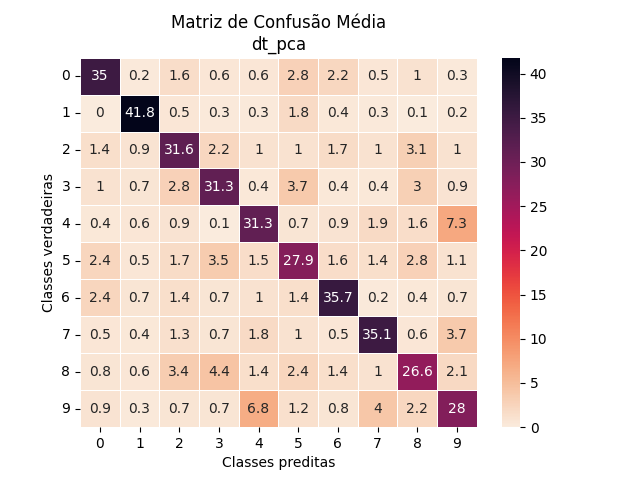 Matriz de Confusão Média
dt_pca
0 35 0.2 1.6 0.6 0.6 2.8 2.2 0.5 1 0.3
1 0 41.8 0.5 0.3 0.3 1.8 0.4 0.3 0.1 0.2
2 1.4 0.9 31.6 2.2 1 1 1.7 1 3.1 1
3 1 0.7 2.8 31.3 0.4 3.7 0.4 0.4 3 0.9
4 0.4 0.6 0.9 0.1 31.3 0.7 0.9 1.9 1.6 7.3
5 2.4 0.5 1.7 3.5 1.5 27.9 1.6 1.4 2.8 1.1
6 2.4 0.7 1.4 0.7 1 1.4 35.7 0.2 0.4 0.7
7 0.5 0.4 1.3 0.7 1.8 1 0.5 35.1 0.6 3.7
8 0.8 0.6 3.4 4.4 1.4 2.4 1.4 1 26.6 2.1
9 0.9 0.3 0.7 0.7 6.8 1.2 0.8 4 2.2 28
0 1 2 3 4 5 6 7 8 9
Classes preditas
Classes verdadeiras
40
35
30
25
20
15
10
5
0